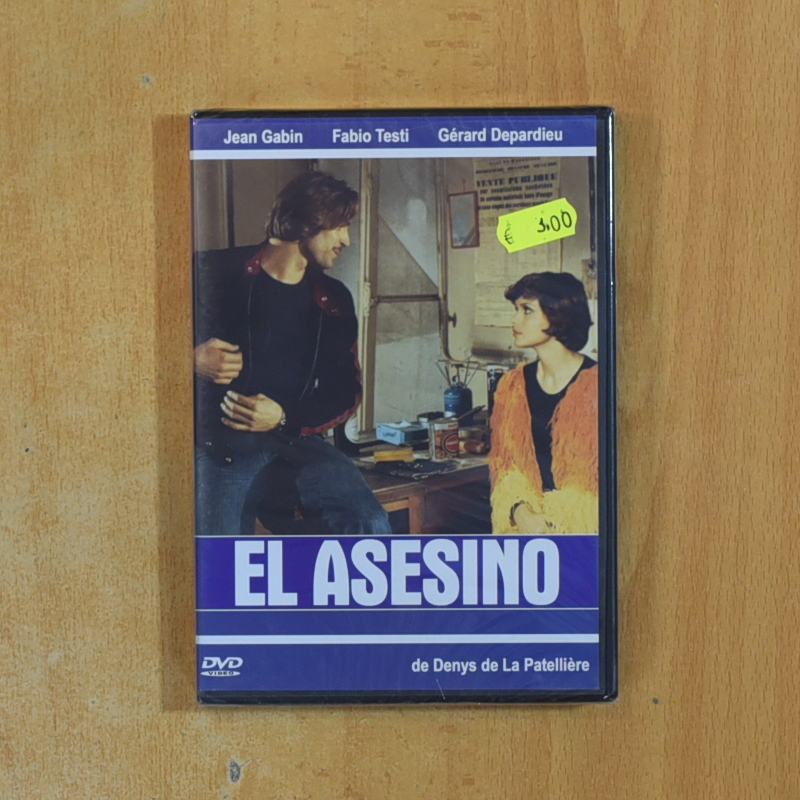 Jean Gabin Fabio Testi Gérard Depardieu
VENTE PUBLIQUE
€ 3.00
EL ASESINO
DVD
VIDEO
de Denys de La Patellière